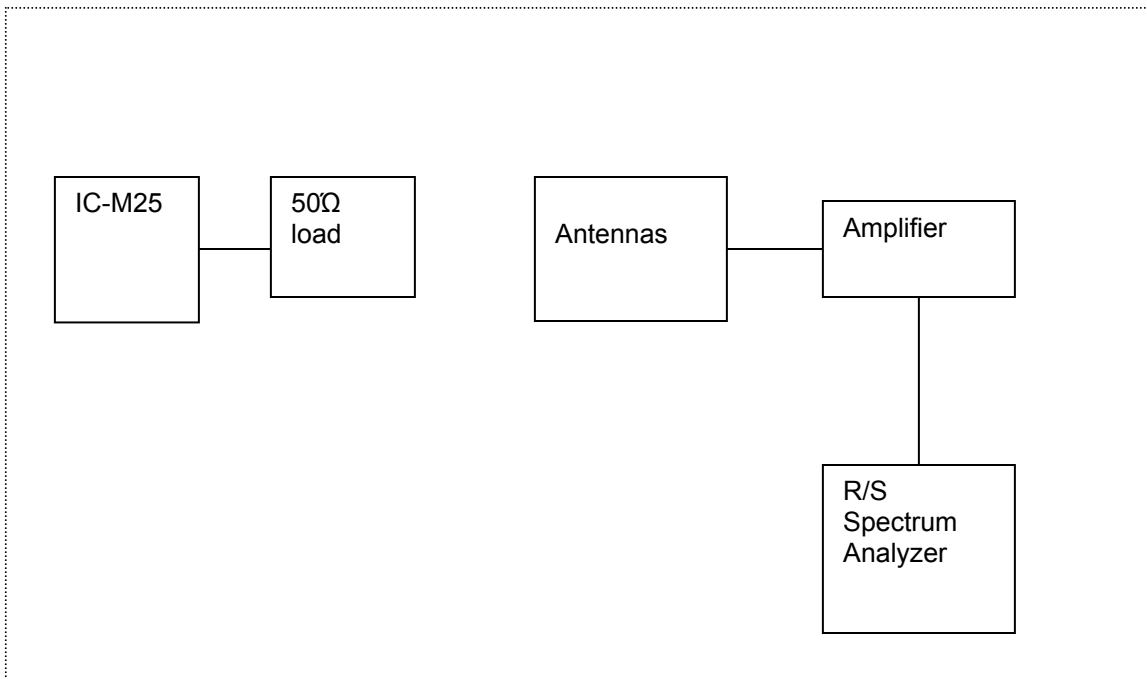 IC-M25
50Ω
load
Antennas
Amplifier
R/S
Spectrum
Analyzer